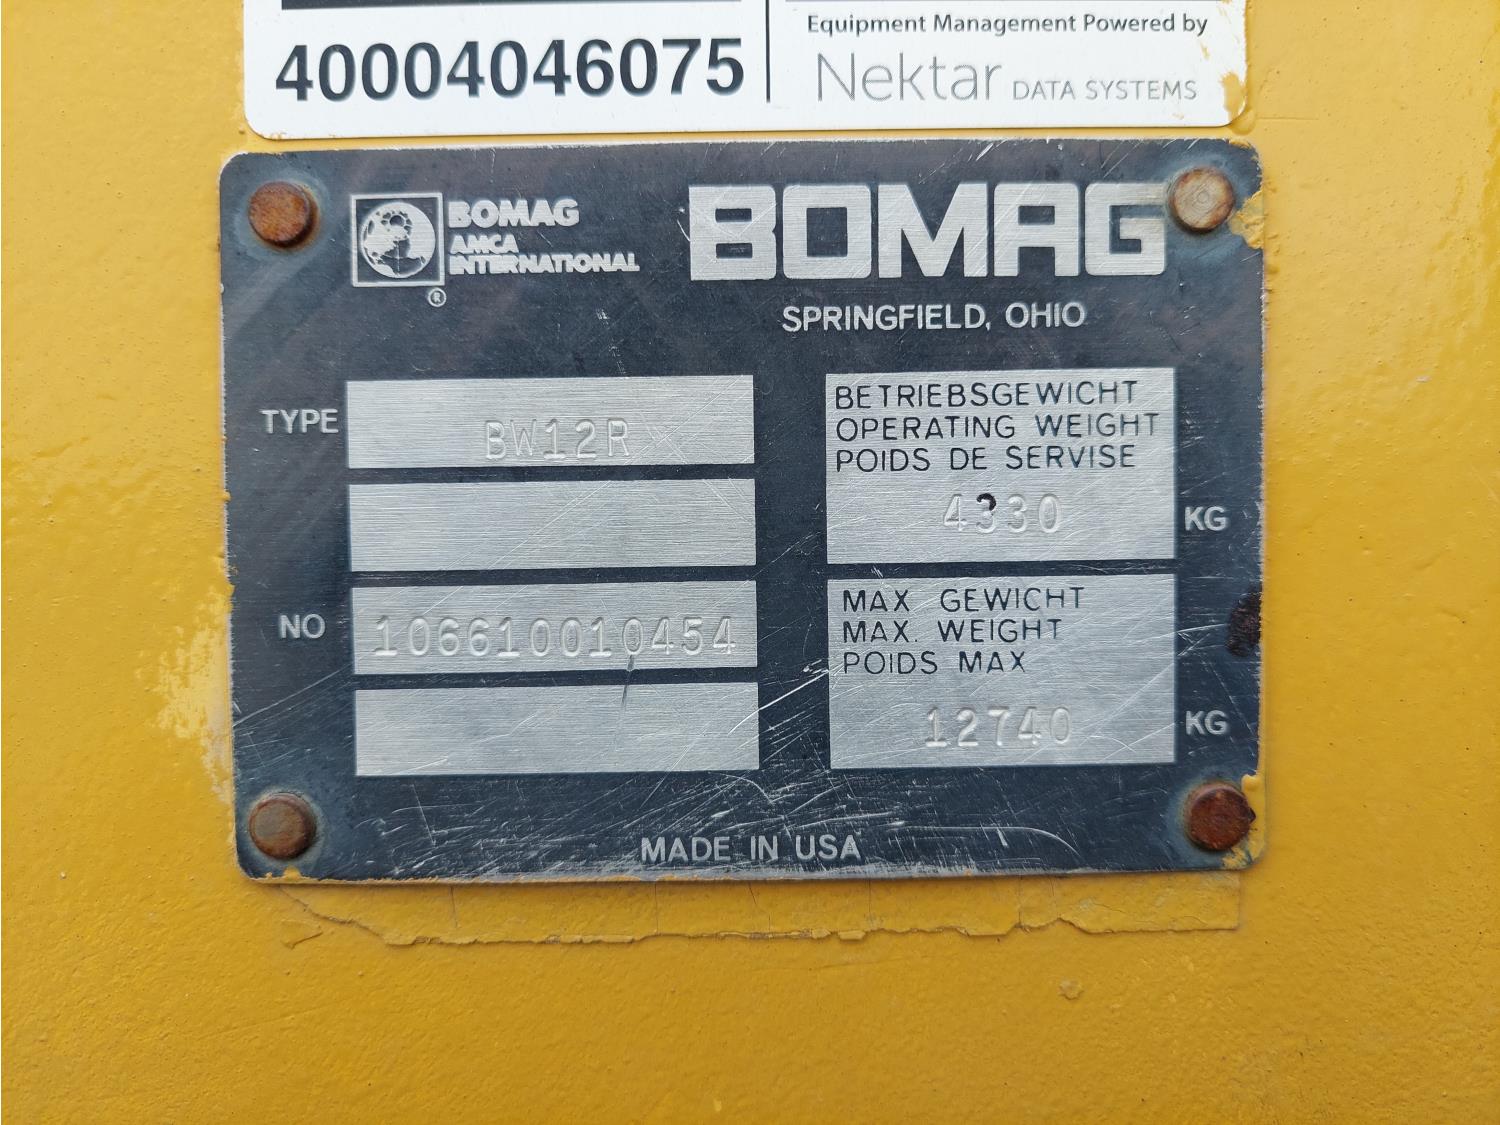 Equipment Management Powered by
40004046075
Nektar DATA SYSTEMS
BOMAG
AMCA
INTERNATIONAL
®
BOMAG
SPRINGFIELD, OHIO
TYPE BW12R
BETRIEBSGEWICHT
OPERATING WEIGHT
POIDS DE SERVISE
4330 KG
NO 106610010454
MAX GEWICHT
MAX. WEIGHT
POIDS MAX
12740 KG
MADE IN USA